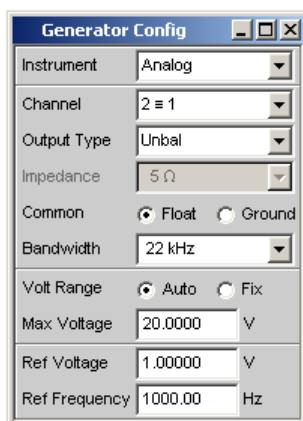 Generator Config
Instrument Analog
Channel 2 ≡ 1
Output Type Unbal
Impedance 5 Ω
Common Float Ground
Bandwidth 22 kHz
Volt Range Auto Fix
Max Voltage 20.0000 V
Ref Voltage 1.00000 V
Ref Frequency 1000.00 Hz